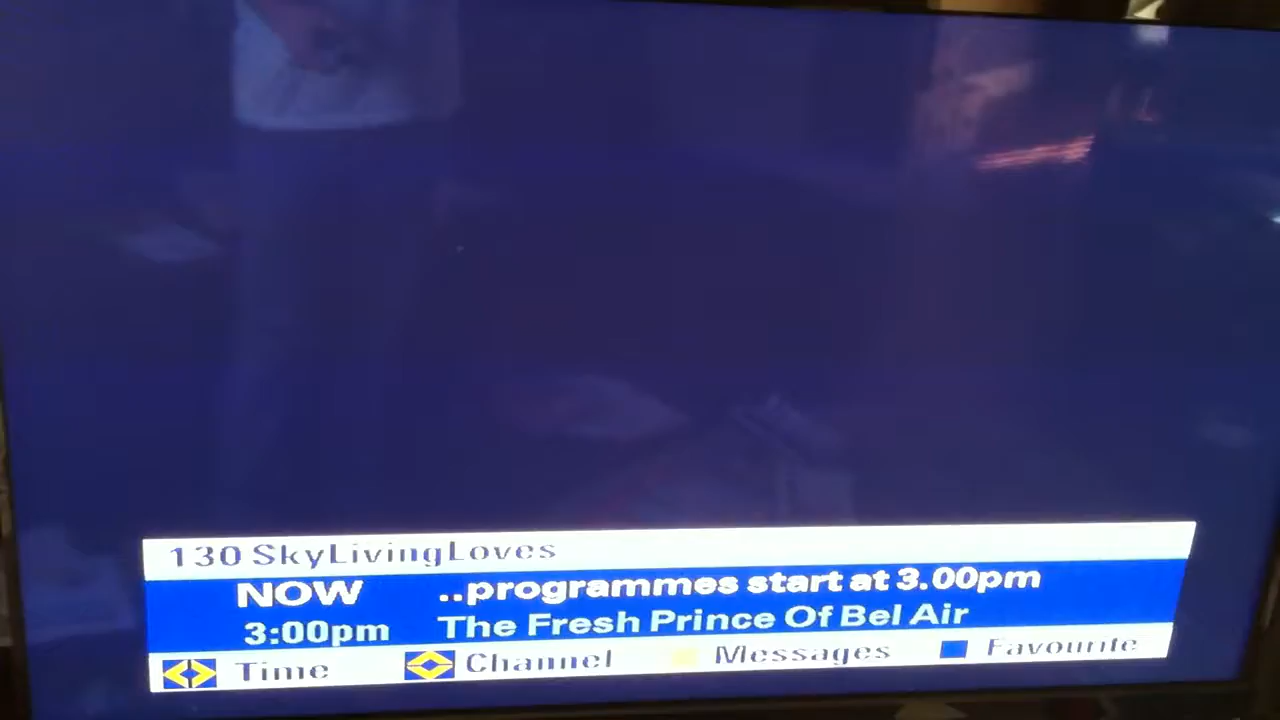 130 SkyLivingLoves
NOW ..programmes start at 3.00pm
3:00pm The Fresh Prince Of Bel Air
Time Channel Messages Favourite